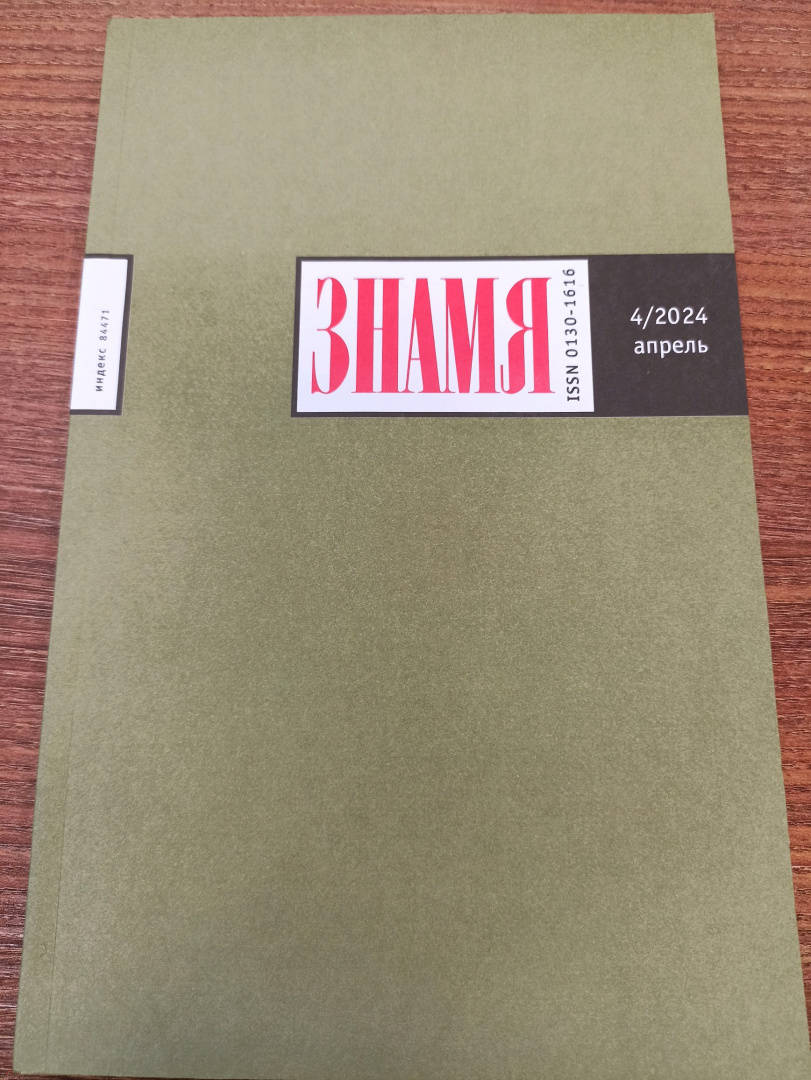 индекс 84471
ЗНАМЯ
ISSN 0130-1616
4/2024
апрель